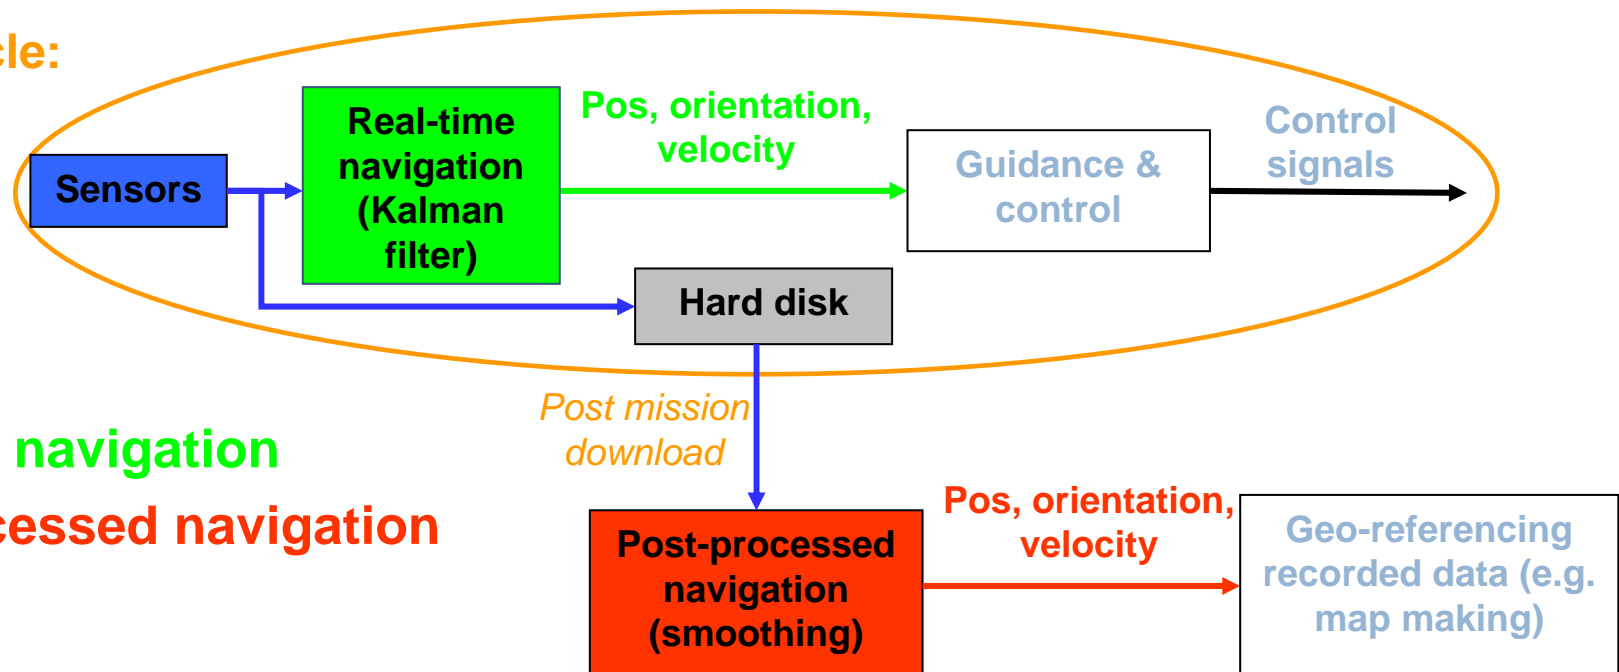 cle:
Sensors
Real-time
navigation
(Kalman
filter)
Pos, orientation,
velocity
Guidance &
control
Control
signals
Hard disk
Post mission
download
navigation
cessed navigation
Post-processed
navigation
(smoothing)
Pos, orientation,
velocity
Geo-referencing
recorded data (e.g.
map making)